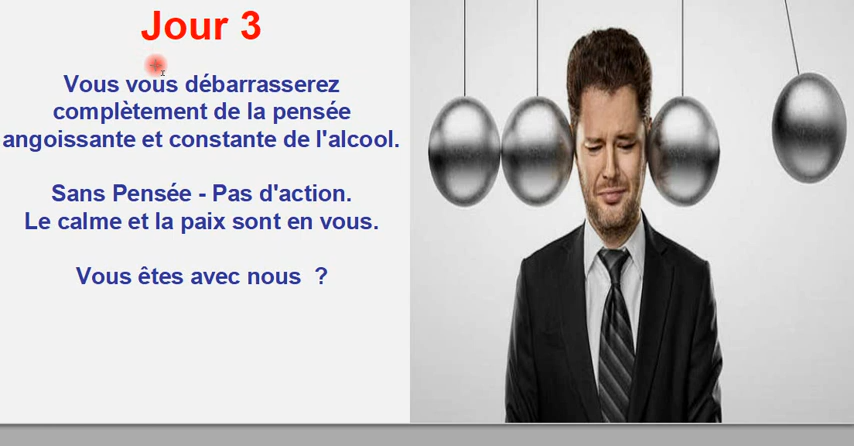 Jour 3
Vous vous débarrasserez
complètement de la pensée
angoissante et constante de l'alcool.
Sans Pensée - Pas d'action.
Le calme et la paix sont en vous.
Vous êtes avec nous  ?